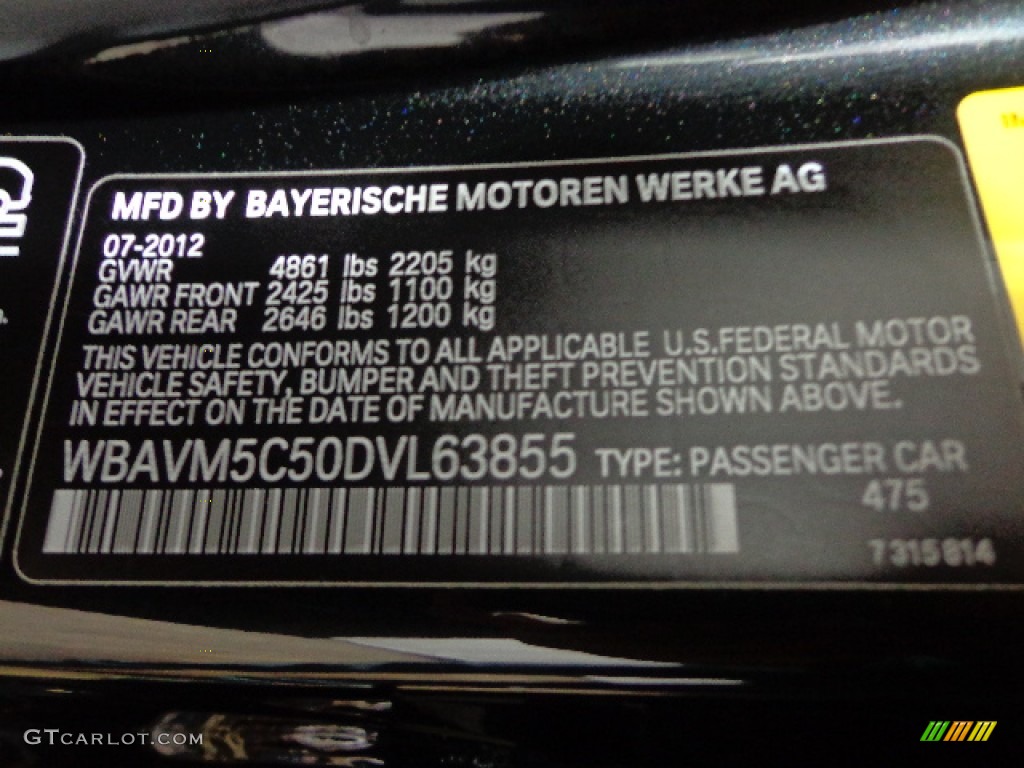 MFD BY BAYERISCHE MOTOREN WERKE AG
07-2012
GVWR 4861 lbs 2205 kg
GAWR FRONT 2425 lbs 1100 kg
GAWR REAR 2646 lbs 1200 kg
THIS VEHICLE CONFORMS TO ALL APPLICABLE U.S.FEDERAL MOTOR
VEHICLE SAFETY, BUMPER AND THEFT PREVENTION STANDARDS
IN EFFECT ON THE DATE OF MANUFACTURE SHOWN ABOVE.
WBAVM5C50DVL63855 TYPE: PASSENGER CAR
475
7315814
GTCARLOT.COM